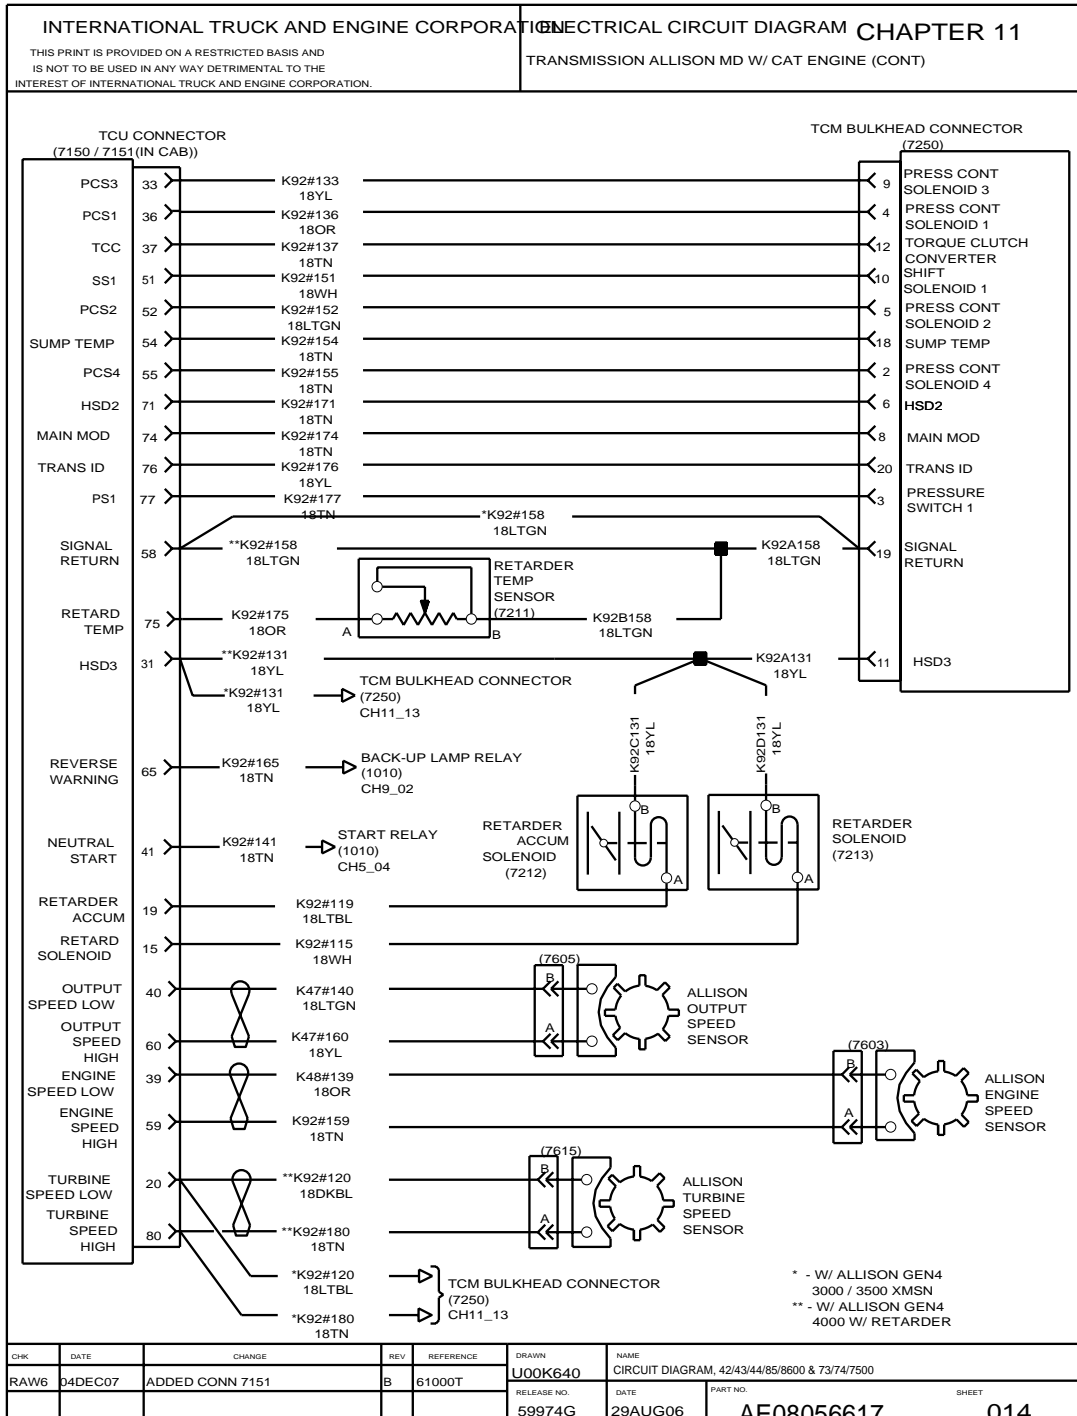 INTERNATIONAL TRUCK AND ENGINE CORPORATION
ELECTRICAL CIRCUIT DIAGRAM CHAPTER 11
THIS PRINT IS PROVIDED ON A RESTRICTED BASIS AND
IS NOT TO BE USED IN ANY WAY DETRIMENTAL TO THE
INTEREST OF INTERNATIONAL TRUCK AND ENGINE CORPORATION.
TRANSMISSION ALLISON MD W/ CAT ENGINE (CONT)
TCU CONNECTOR
(7150 / 7151(IN CAB))
TCM BULKHEAD CONNECTOR
(7250)
PCS3 33 K92#133
18YL
9 PRESS CONT
SOLENOID 3
PCS1 36 K92#136
18OR
4 PRESS CONT
SOLENOID 1
TCC 37 K92#137
18TN
12 TORQUE CLUTCH
CONVERTER
SS1 51 K92#151
18WH
10 SHIFT
SOLENOID 1
PCS2 52 K92#152
18LTGN
5 PRESS CONT
SOLENOID 2
SUMP TEMP 54 K92#154
18TN
18 SUMP TEMP
PCS4 55 K92#155
18TN
2 PRESS CONT
SOLENOID 4
HSD2 71 K92#171
18TN
6 HSD2
MAIN MOD 74 K92#174
18TN
8 MAIN MOD
TRANS ID 76 K92#176
18YL
20 TRANS ID
PS1 77 K92#177
18TN
3 PRESSURE
SWITCH 1
*K92#158
18LTGN
SIGNAL
RETURN 58
**K92#158
18LTGN
K92A158
18LTGN
19 SIGNAL
RETURN
RETARDER
TEMP
SENSOR
(7211)
RETARD
TEMP 75
K92#175
18OR
A
B
K92B158
18LTGN
HSD3 31 **K92#131
18YL
K92A131
18YL
11 HSD3
*K92#131
18YL
TCM BULKHEAD CONNECTOR
(7250)
CH11_13
K92C131
18YL
K92D131
18YL
REVERSE
WARNING 65
K92#165
18TN
BACK-UP LAMP RELAY
(1010)
CH9_02
NEUTRAL
START 41
K92#141
18TN
START RELAY
(1010)
CH5_04
RETARDER
ACCUM
SOLENOID
(7212)
B
A
B
A
RETARDER
SOLENOID
(7213)
RETARDER
ACCUM 19
K92#119
18LTBL
RETARD
SOLENOID 15
K92#115
18WH
OUTPUT
SPEED LOW 40
K47#140
18LTGN
(7605)
B
A
ALLISON
OUTPUT
SPEED
SENSOR
OUTPUT
SPEED
HIGH 60
K47#160
18YL
ENGINE
SPEED LOW 39
K48#139
18OR
(7603)
B
A
ALLISON
ENGINE
SPEED
SENSOR
ENGINE
SPEED
HIGH 59
K92#159
18TN
TURBINE
SPEED LOW 20
**K92#120
18DKBL
(7615)
B
A
ALLISON
TURBINE
SPEED
SENSOR
TURBINE
SPEED
HIGH 80
**K92#180
18TN
*K92#120
18LTBL
*K92#180
18TN
TCM BULKHEAD CONNECTOR
(7250)
CH11_13
* - W/ ALLISON GEN4
3000 / 3500 XMSN
** - W/ ALLISON GEN4
4000 W/ RETARDER
CHK DATE CHANGE REV REFERENCE
RAW6 04DEC07 ADDED CONN 7151 B 61000T
DRAWN
U00K640
NAME
CIRCUIT DIAGRAM, 42/43/44/85/8600 & 73/74/7500
RELEASE NO.
59974G
DATE
29AUG06
PART NO.
AE08056617
SHEET
014